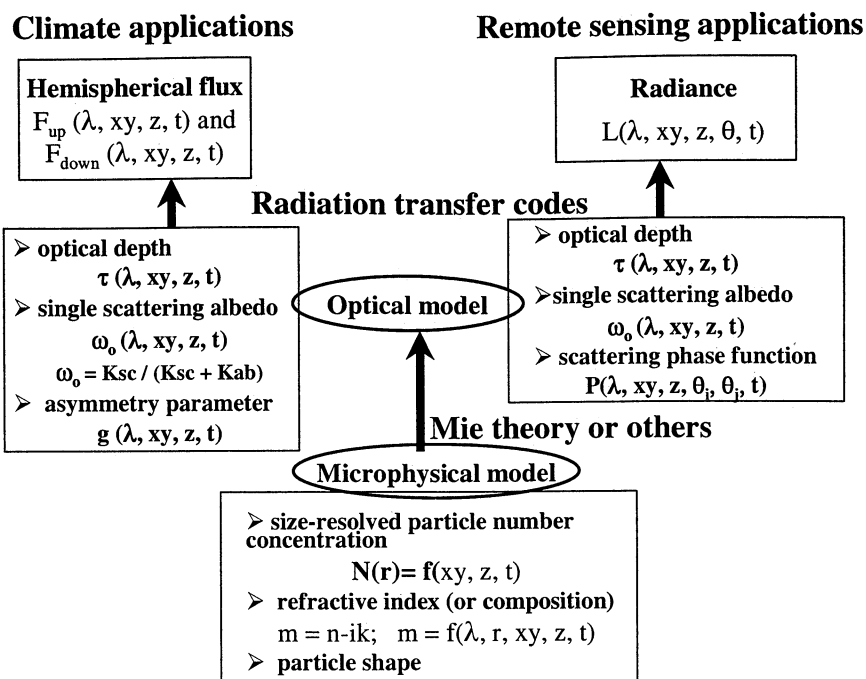 Climate applications
Hemispherical flux
F_up (λ, xy, z, t) and
F_down (λ, xy, z, t)
Remote sensing applications
Radiance
L(λ, xy, z, θ, t)
Radiation transfer codes
➢ optical depth
τ (λ, xy, z, t)
➢ single scattering albedo
ω_o (λ, xy, z, t)
ω_o = Ksc / (Ksc + Kab)
➢ asymmetry parameter
g (λ, xy, z, t)
Optical model
➢ optical depth
τ (λ, xy, z, t)
➢single scattering albedo
ω_o (λ, xy, z, t)
➢ scattering phase function
P(λ, xy, z, θ_i, θ_j, t)
Mie theory or others
Microphysical model
➢ size-resolved particle number
concentration
N(r)= f(xy, z, t)
➢ refractive index (or composition)
m = n-ik; m = f(λ, r, xy, z, t)
➢ particle shape